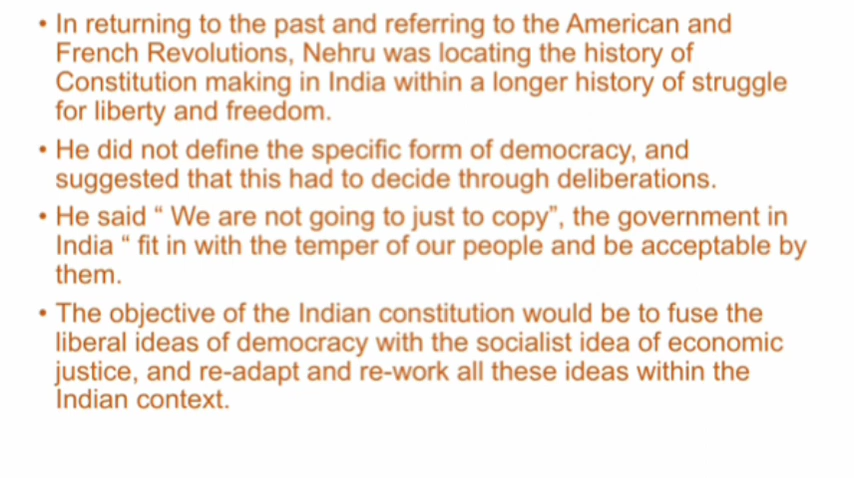 • In returning to the past and referring to the American and
French Revolutions, Nehru was locating the history of
Constitution making in India within a longer history of struggle
for liberty and freedom.
• He did not define the specific form of democracy, and
suggested that this had to decide through deliberations.
• He said “ We are not going to just to copy”, the government in
India “ fit in with the temper of our people and be acceptable by
them.
• The objective of the Indian constitution would be to fuse the
liberal ideas of democracy with the socialist idea of economic
justice, and re-adapt and re-work all these ideas within the
Indian context.